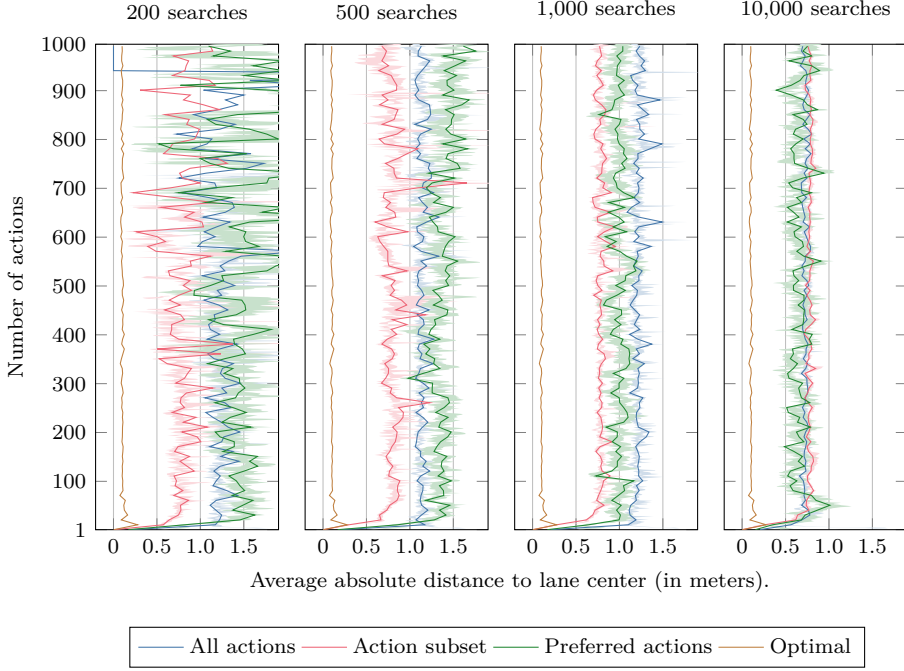 200 searches 500 searches 1,000 searches 10,000 searches
1000
900
800
700
600
500
400
300
200
100
1
Number of actions
0 0.5 1.0 1.5 0 0.5 1.0 1.5 0 0.5 1.0 1.5 0 0.5 1.0 1.5
Average absolute distance to lane center (in meters).
All actions Action subset Preferred actions Optimal